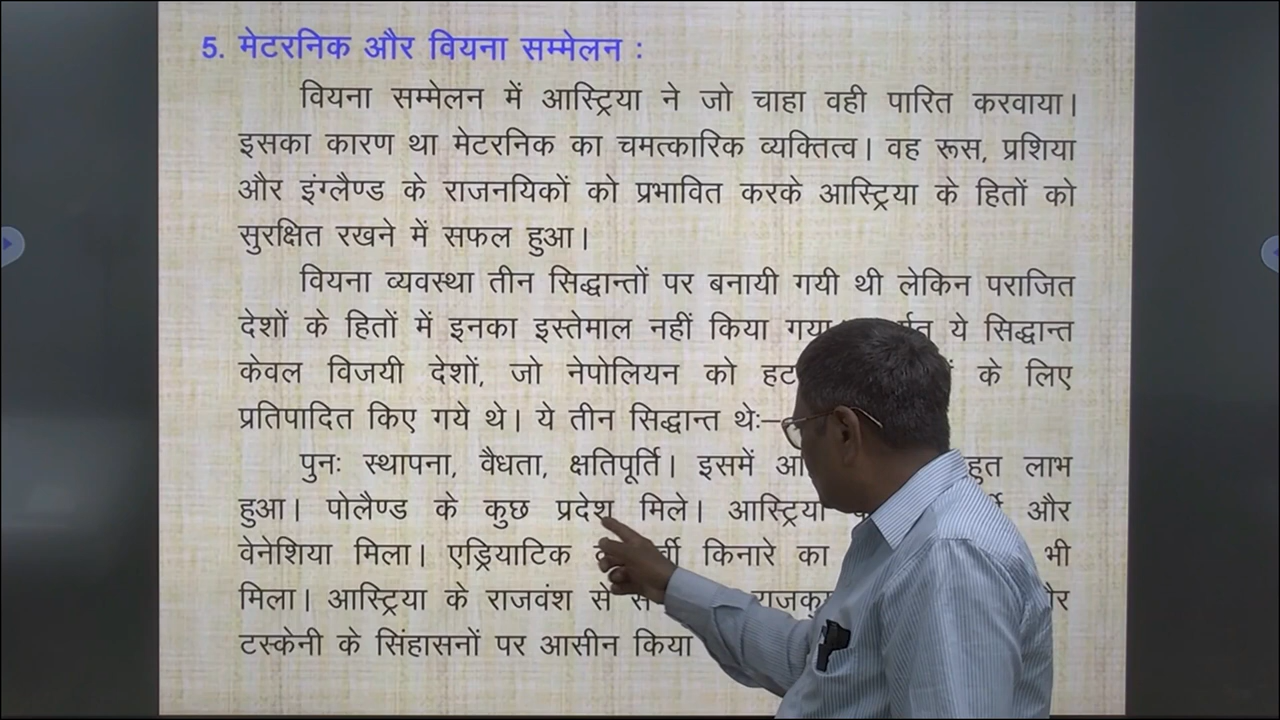 5. मेटरनिक और वियना सम्मेलन :
वियना सम्मेलन में आस्ट्रिया ने जो चाहा वही पारित करवाया।
इसका कारण था मेटरनिक का चमत्कारिक व्यक्तित्व। वह रूस, प्रशिया
और इंग्लैण्ड के राजनयिकों को प्रभावित करके आस्ट्रिया के हितों को
सुरक्षित रखने में सफल हुआ।
वियना व्यवस्था तीन सिद्धान्तों पर बनायी गयी थी लेकिन पराजित
देशों के हितों में इनका इस्तेमाल नहीं किया गया ये सिद्धान्त
केवल विजयी देशों, जो नेपोलियन को के लिए
प्रतिपादित किए गये थे। ये तीन सिद्धान्त थेः–
पुनः स्थापना, वैधता, क्षतिपूर्ति। इसमें लाभ
हुआ। पोलैण्ड के कुछ प्रदेश मिले। आस्ट्रिया और
वेनेशिया मिला। एड्रियाटिक किनारे का भी
मिला। आस्ट्रिया के राजवंश से
टस्केनी के सिंहासनों पर आसीन किया